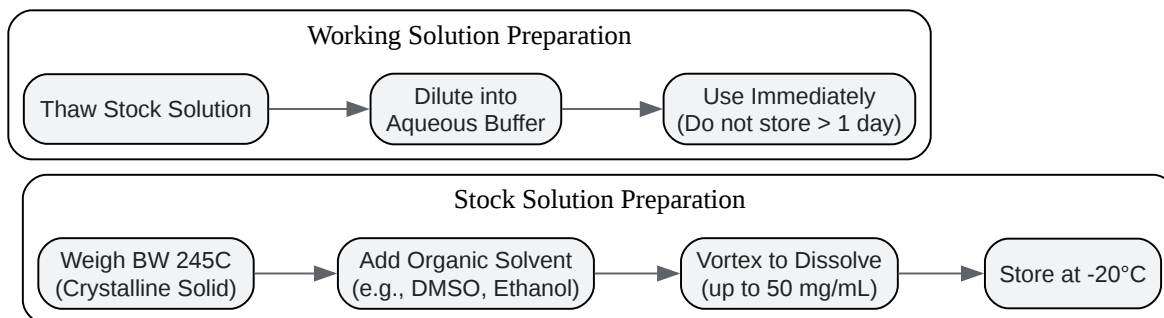 Working Solution Preparation
Thaw Stock Solution
Dilute into
Aqueous Buffer
Use Immediately
(Do not store > 1 day)
Stock Solution Preparation
Weigh BW 245C
(Crystalline Solid)
Add Organic Solvent
(e.g., DMSO, Ethanol)
Vortex to Dissolve
(up to 50 mg/mL)
Store at -20°C